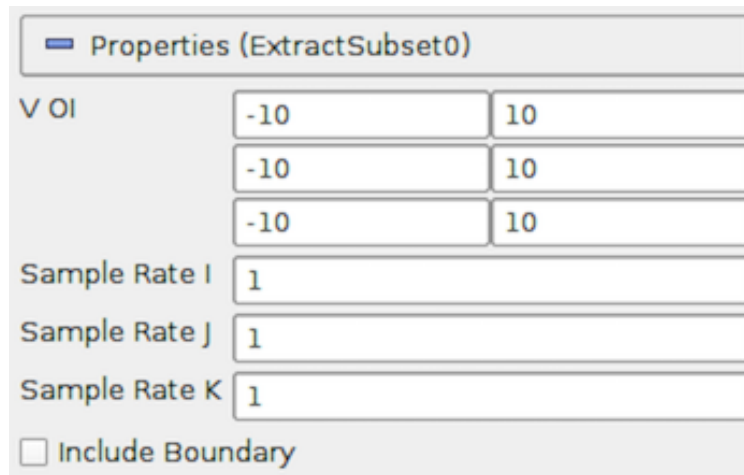 Properties (ExtractSubset0)
V OI -10 10
-10 10
-10 10
Sample Rate I 1
Sample Rate J 1
Sample Rate K 1
Include Boundary